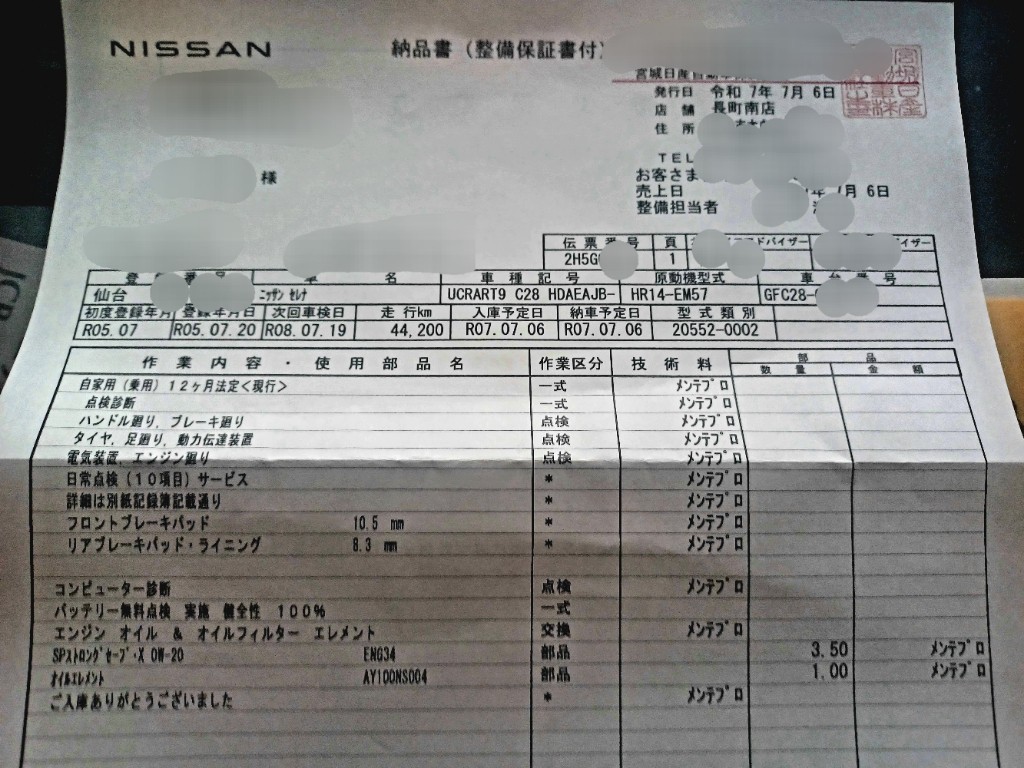 NISSAN 納品書(整備保証書付)
宮城日産自動車
発行日 令和 7年 7月 6日
店舗 長町南店
住所
TEL
様 お客さま
売上日 年 7月 6日
整備担当者
伝票番号 頁 ドバイザー イザー
2H5G 1
登録番号 車名 車種記号 原動機型式 車台番号
仙台 ニッサン セレナ UCRART9 C28 HDAEAJB- HR14-EM57 GFC28-
初度登録年月 登録年月日 次回車検日 走行km 入庫予定日 納車予定日 型式類別
R05.07 R05.07.20 R08.07.19 44,200 R07.07.06 R07.07.06 20552-0002
作業内容・使用部品名 作業区分 技術料 部品
数量 金額
自家用(乗用)12ヶ月法定<現行> 一式 メンテプロ
点検診断 一式 メンテプロ
ハンドル廻り,ブレーキ廻り 点検 メンテプロ
タイヤ,足廻り,動力伝達装置 点検 メンテプロ
電気装置,エンジン廻り 点検 メンテプロ
日常点検(10項目)サービス * メンテプロ
詳細は別紙記録簿記載通り * メンテプロ
フロントブレーキパッド 10.5 mm * メンテプロ
リアブレーキパッド・ライニング 8.3 mm * メンテプロ
コンピューター診断 点検 メンテプロ
バッテリー無料点検 実施 健全性 100% 一式
エンジン オイル & オイルフィルター エレメント 交換 メンテプロ
SPストロングセーブ・X 0W-20 ENG34 部品 3.50 メンテプロ
オイルエレメント AY100NS004 部品 1.00 メンテプロ
ご入庫ありがとうございました * メンテプロ
JCB